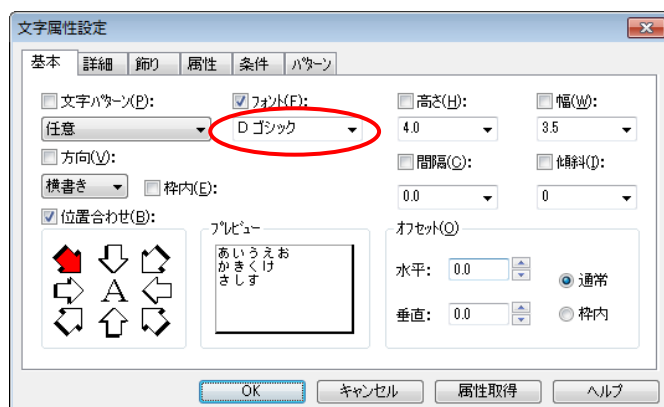 文字属性設定
基本 詳細 飾り 属性 条件 パターン
文字パターン(P): フォント(F): 高さ(H): 幅(W):
任意 D ゴシック 4.0 3.5
方向(V): 間隔(C): 傾斜(I):
横書き 枠内(E): 0.0 0
位置合わせ(B):
プレビュー オフセット(O)
あいうえお
かきくけ
さしす
水平: 0.0 通常
A
垂直: 0.0 枠内
OK キャンセル 属性取得 ヘルプ